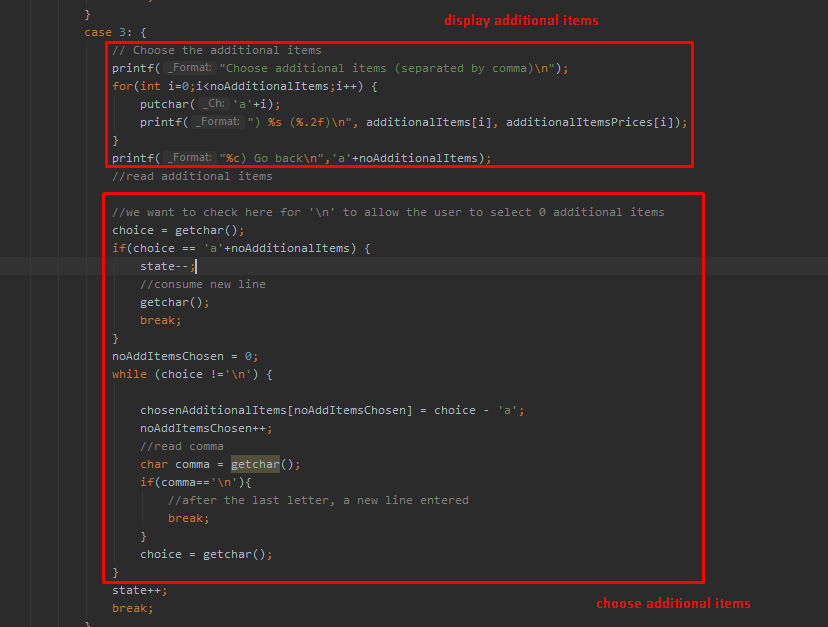 }
display additional items
case 3: {
// Choose the additional items
printf( _Format: "Choose additional items (separated by comma)\n");
for(int i=0;i<noAdditionalItems;i++) {
putchar( _Ch: 'a'+i);
printf( _Format: ") %s (%.2f)\n", additionalItems[i], additionalItemsPrices[i]);
}
printf( _Format: "%c) Go back\n",'a'+noAdditionalItems);
//read additional items
//we want to check here for '\n' to allow the user to select 0 additional items
choice = getchar();
if(choice == 'a'+noAdditionalItems) {
state--;
//consume new line
getchar();
break;
}
noAddItemsChosen = 0;
while (choice !='\n') {
chosenAdditionalItems[noAddItemsChosen] = choice - 'a';
noAddItemsChosen++;
//read comma
char comma = getchar();
if(comma=='\n'){
//after the last letter, a new line entered
break;
}
choice = getchar();
}
state++;
choose additional items
break;
}